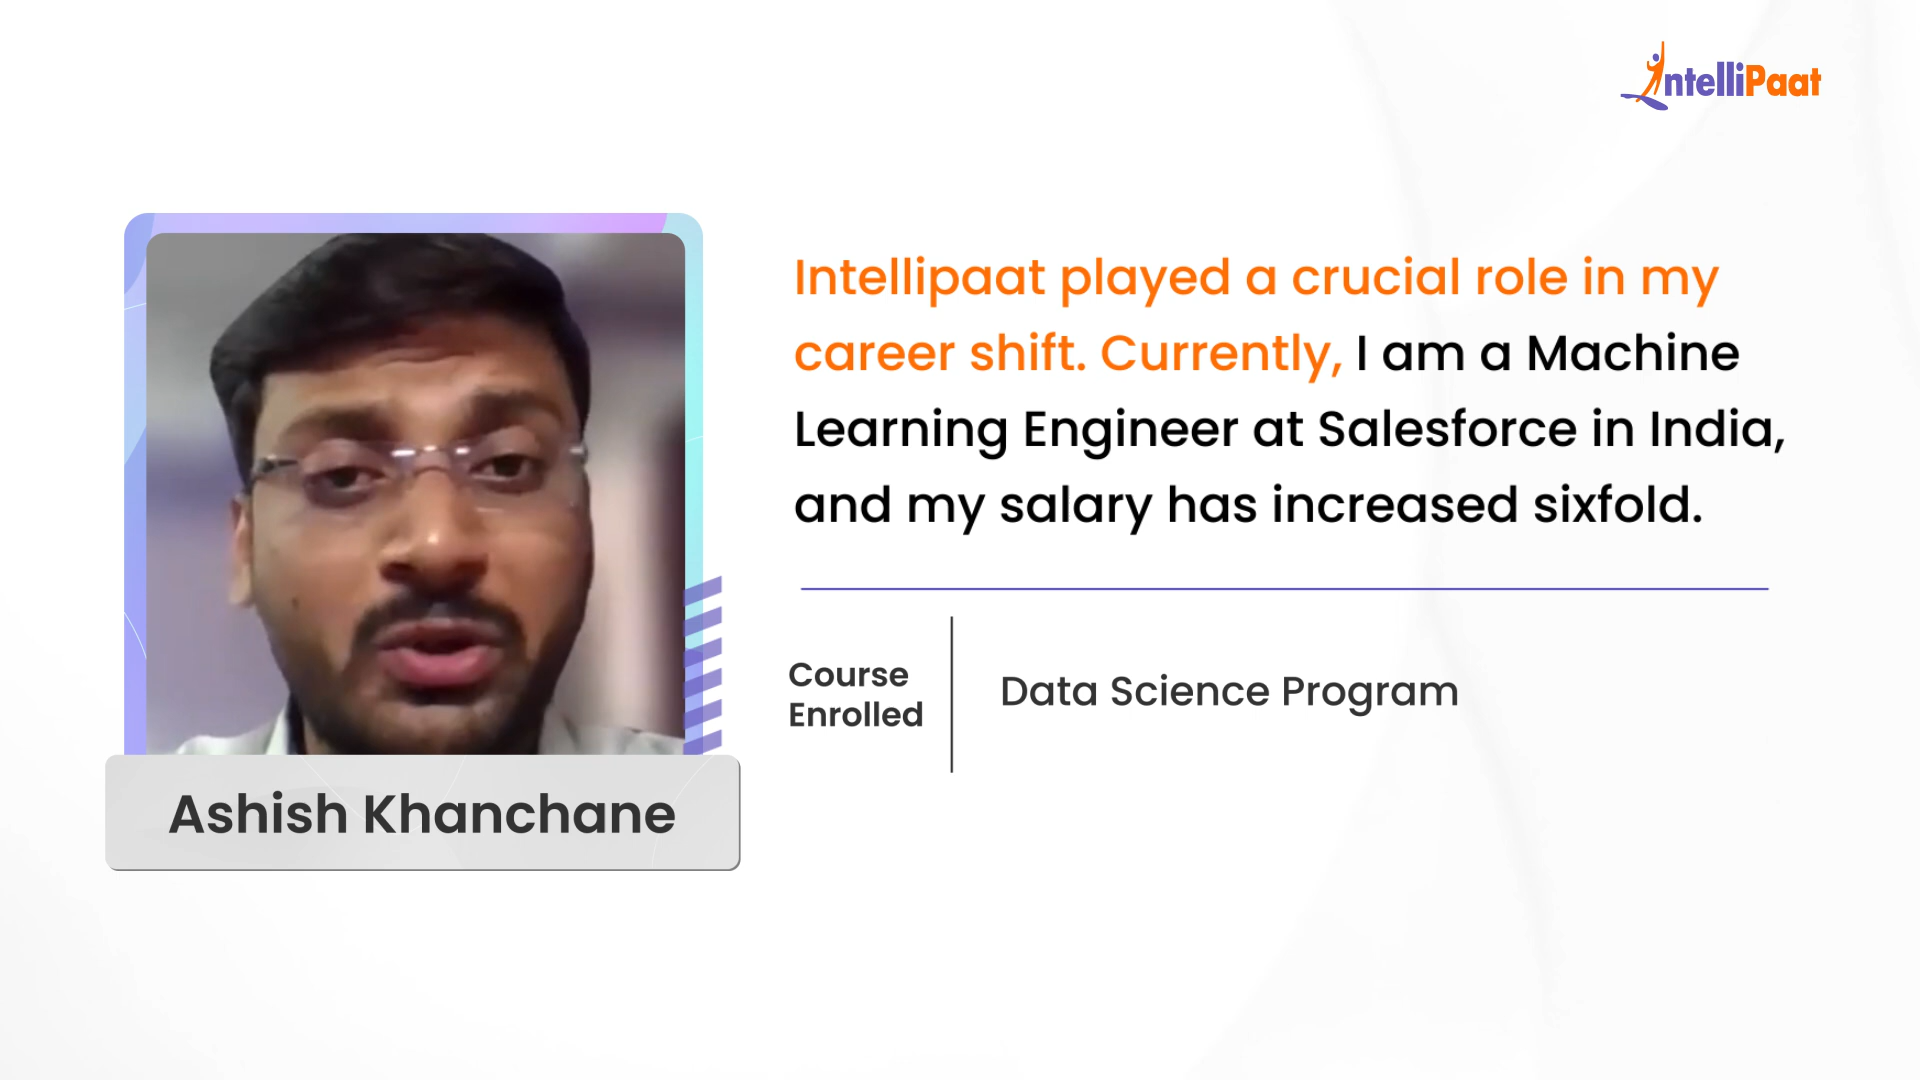 IntelliPaat
Intellipaat played a crucial role in my
career shift. Currently, I am a Machine
Learning Engineer at Salesforce in India,
and my salary has increased sixfold.
Course
Enrolled
Data Science Program
Ashish Khanchane